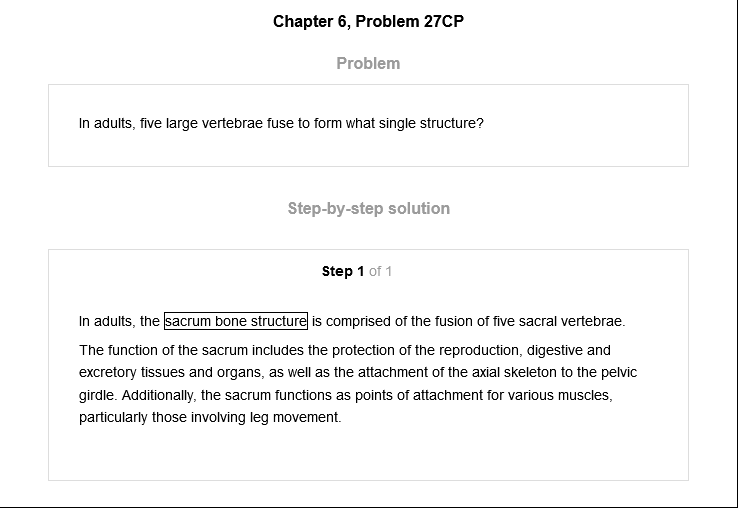 Chapter 6, Problem 27CP
Problem
In adults, five large vertebrae fuse to form what single structure?
Step-by-step solution
Step 1 of 1
In adults, the sacrum bone structure is comprised of the fusion of five sacral vertebrae.
The function of the sacrum includes the protection of the reproduction, digestive and
excretory tissues and organs, as well as the attachment of the axial skeleton to the pelvic
girdle. Additionally, the sacrum functions as points of attachment for various muscles,
particularly those involving leg movement.